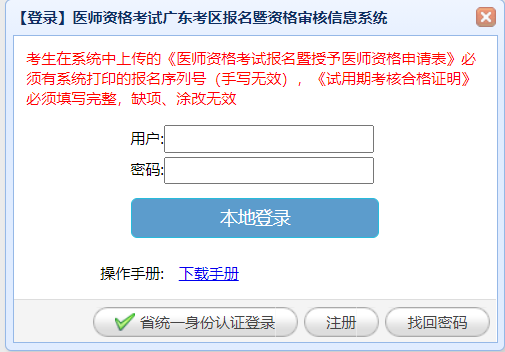 【登录】医师资格考试广东考区报名暨资格审核信息系统
考生在系统中上传的《医师资格考试报名暨授予医师资格申请表》必
须有系统打印的报名序列号（手写无效），《试用期考核合格证明》
必须填写完整，缺项、涂改无效
用户:
密码:
本地登录
操作手册: 下载手册
省统一身份认证登录 注册 找回密码